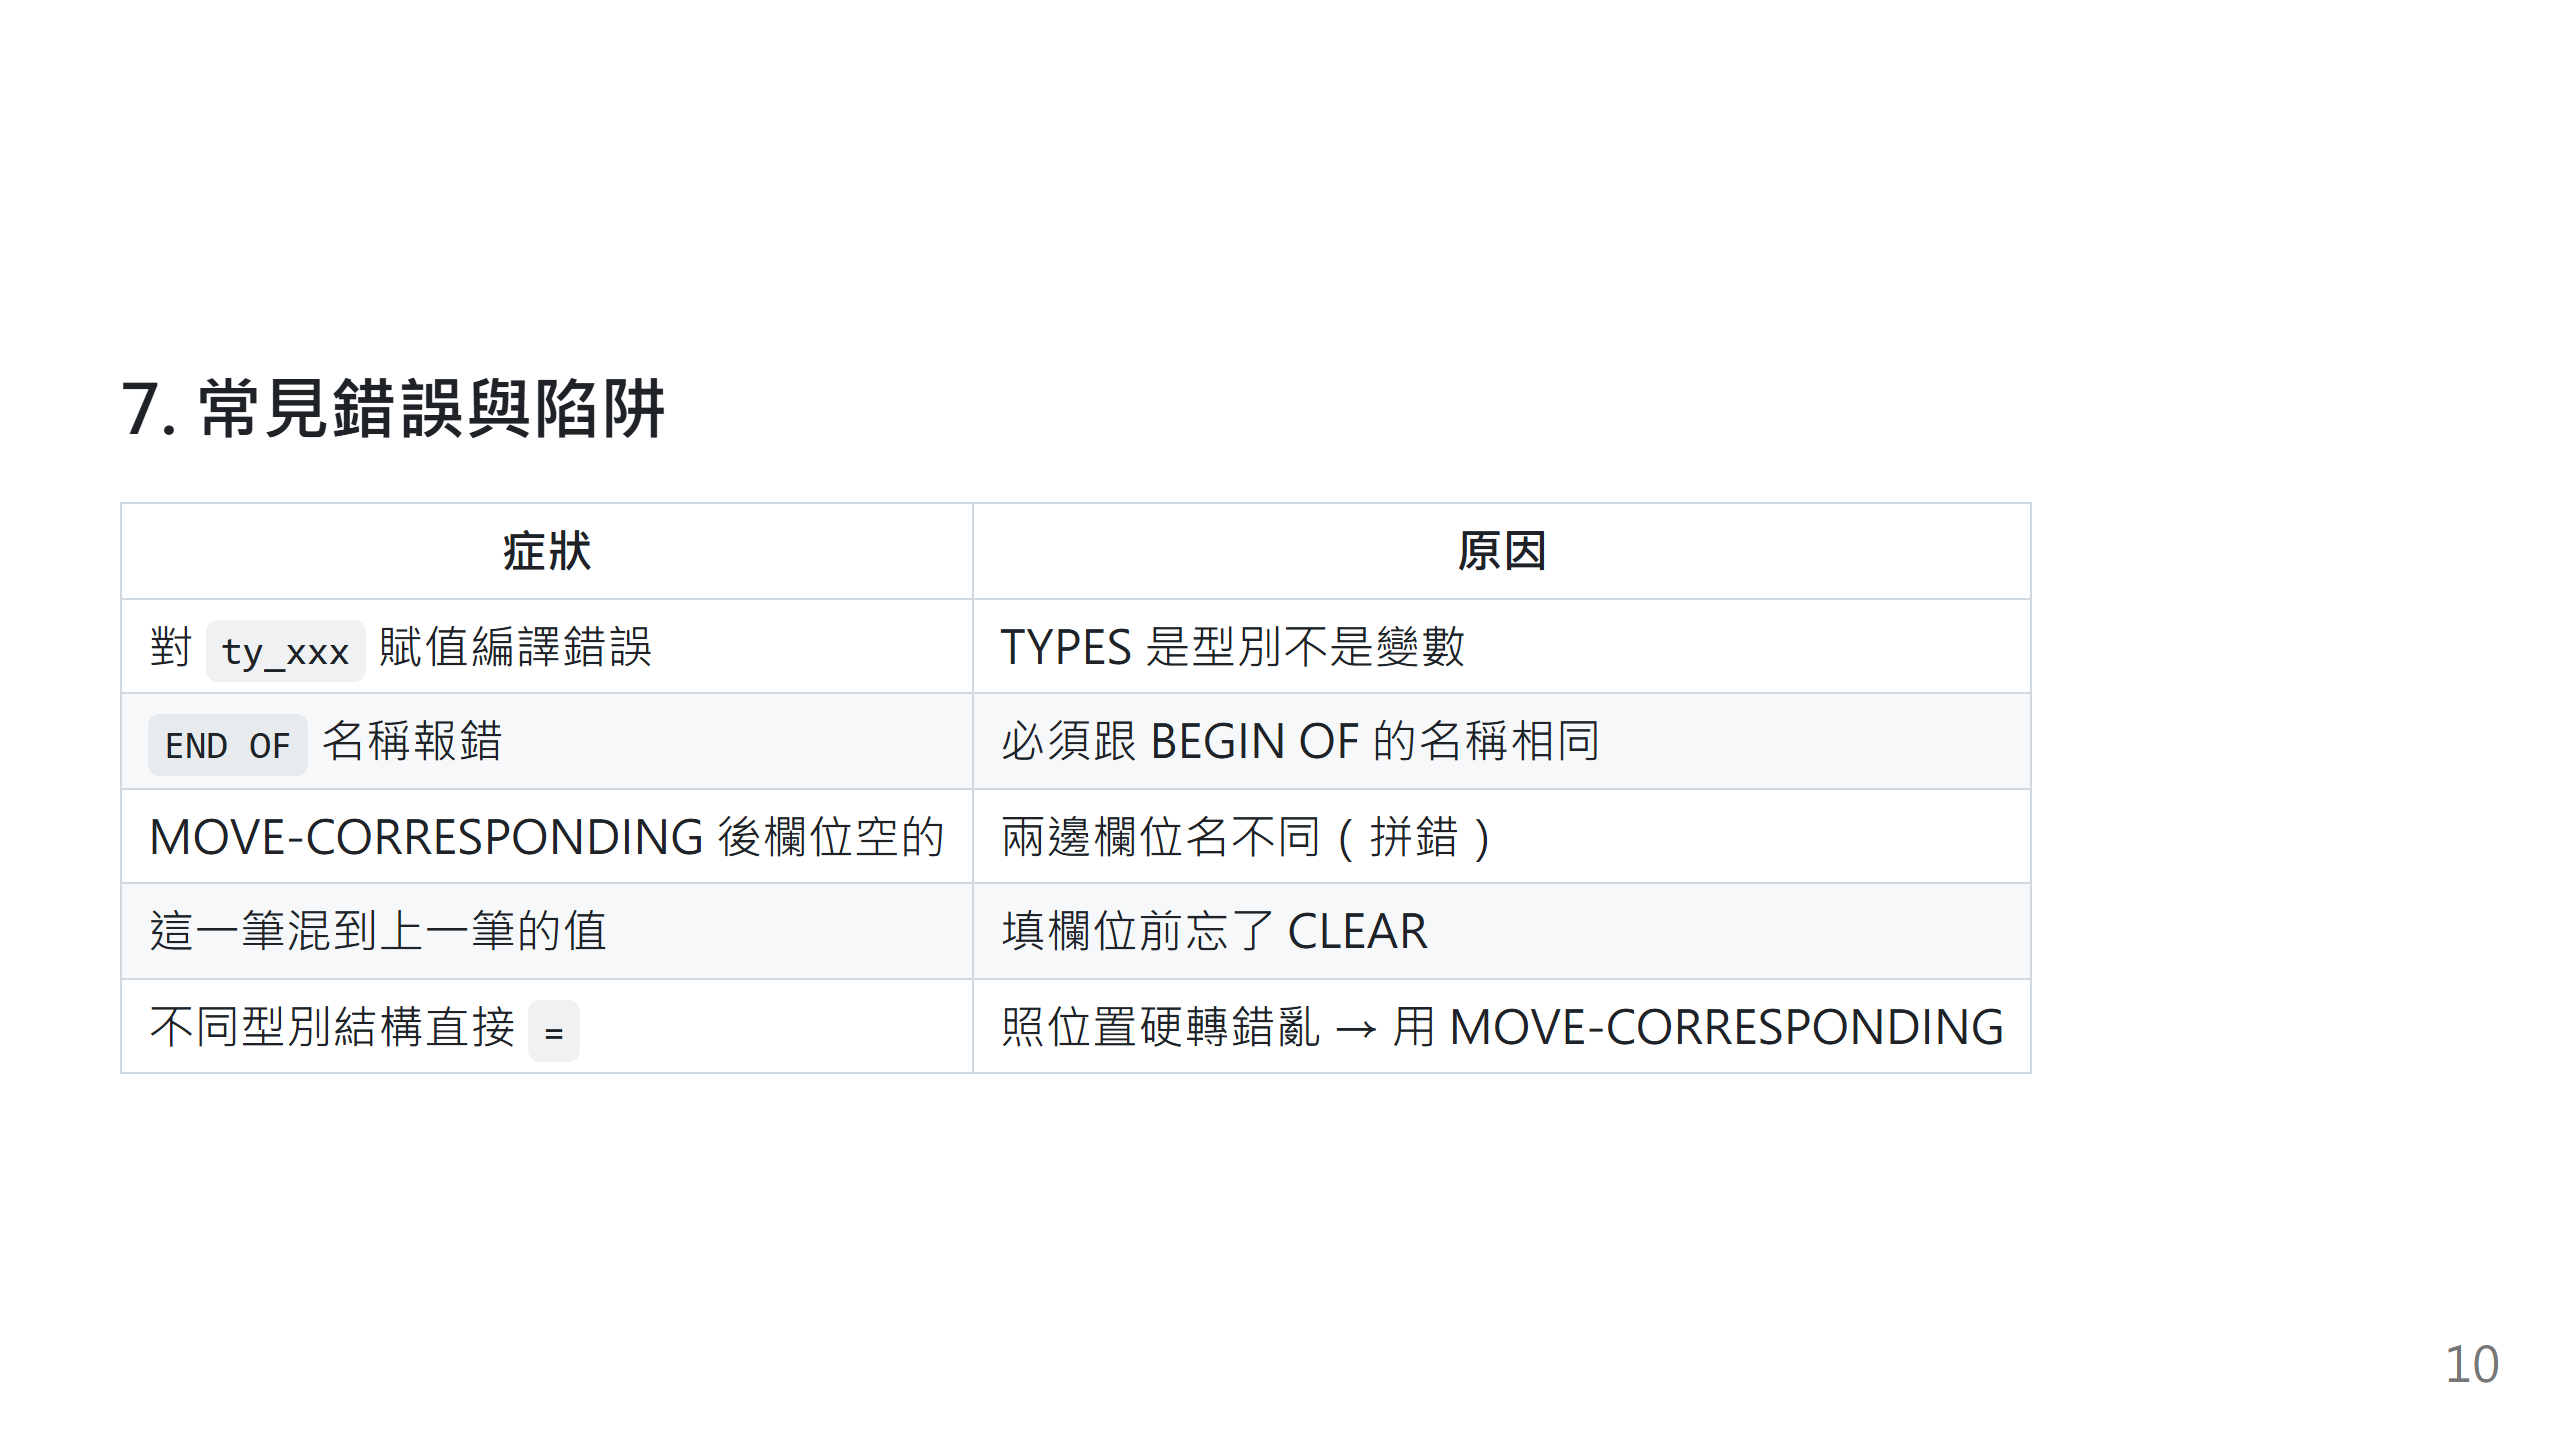 7. 常見錯誤與陷阱
症狀 原因
對 ty_xxx 賦值編譯錯誤 TYPES 是型別不是變數
END OF 名稱報錯 必須跟 BEGIN OF 的名稱相同
MOVE-CORRESPONDING 後欄位空的 兩邊欄位名不同（拼錯）
這一筆混到上一筆的值 填欄位前忘了 CLEAR
不同型別結構直接 = 照位置硬轉錯亂 → 用 MOVE-CORRESPONDING
10